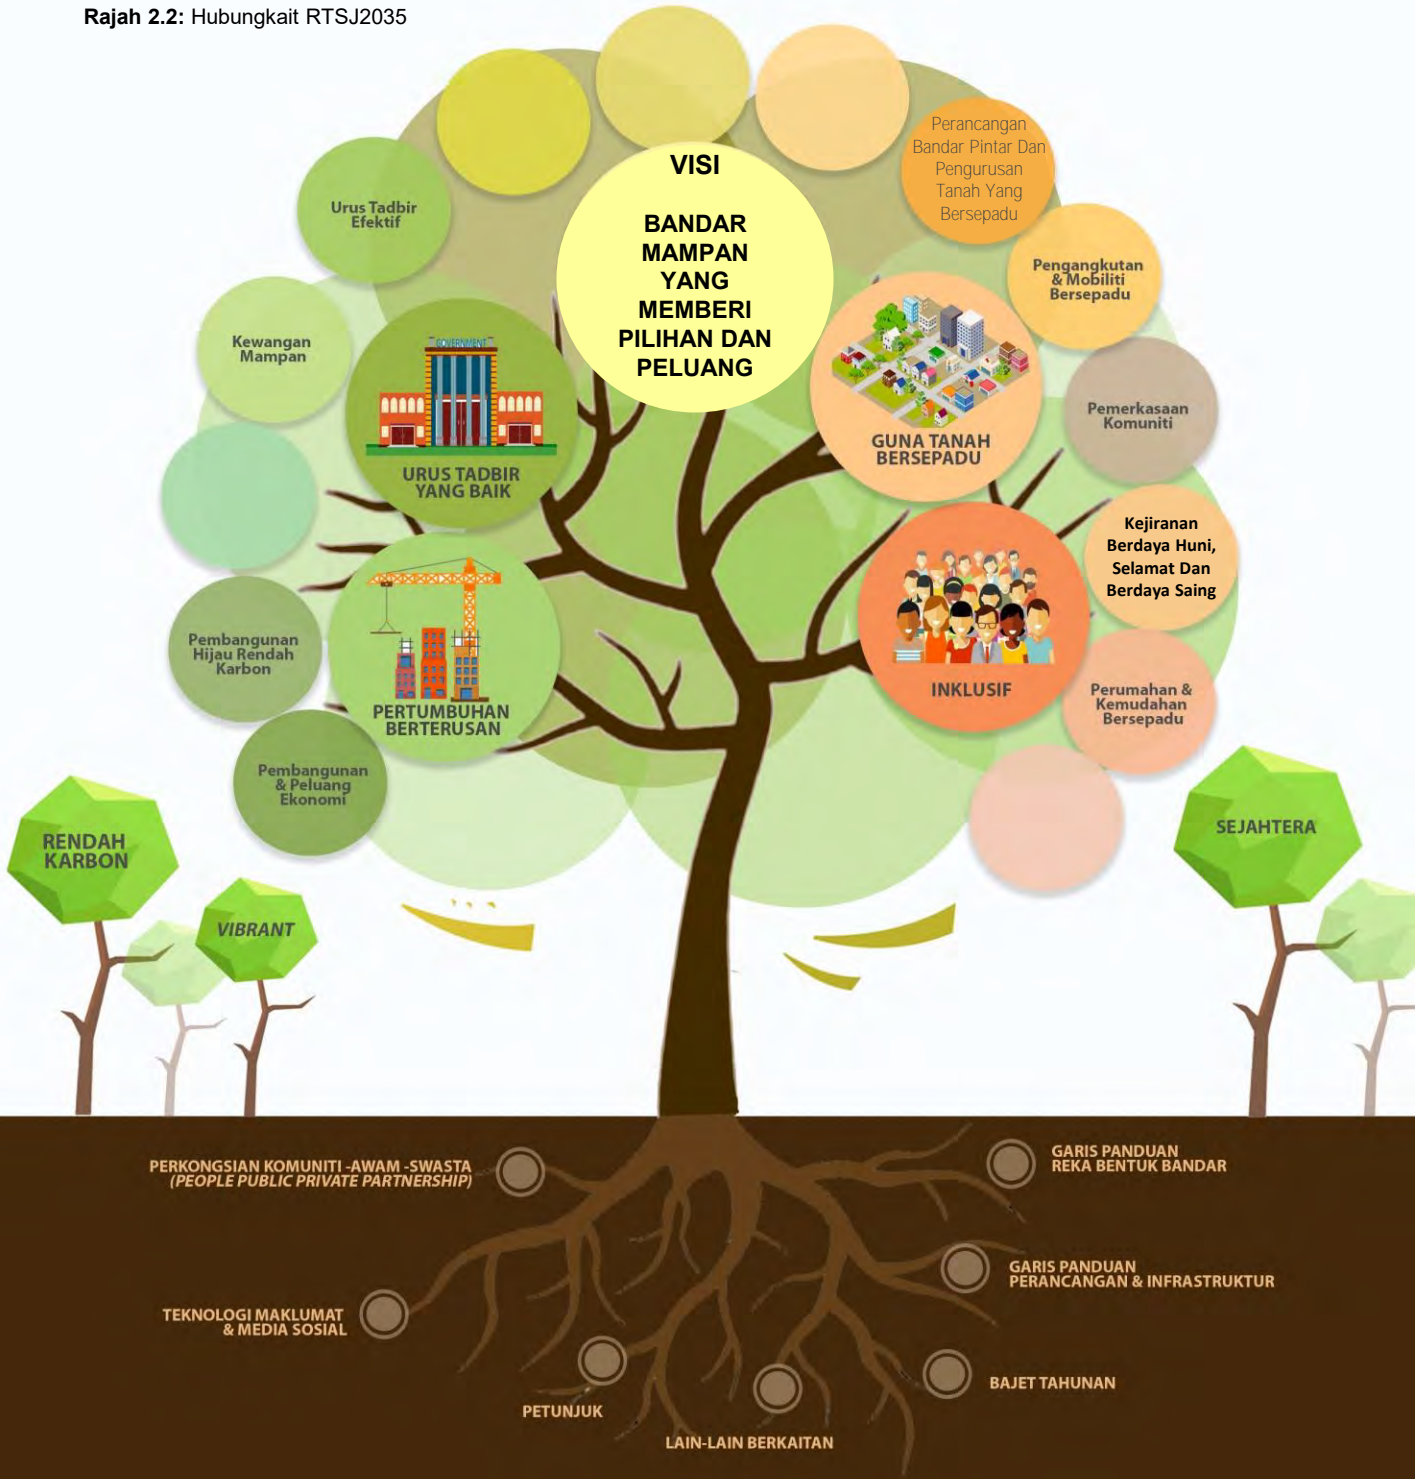 Rajah 2.2: Hubungkait RTSJ2035
VISI
BANDAR
MAMPAN
YANG
MEMBERI
PILIHAN DAN
PELUANG
Urus Tadbir
Efektif
Kewangan
Mampan
GOVERNMENT
URUS TADBIR
YANG BAIK
Pembangunan
Hijau Rendah
Karbon
PERTUMBUHAN
BERTERUSAN
Pembangunan
& Peluang
Ekonomi
Perancangan
Bandar Pintar Dan
Pengurusan
Tanah Yang
Bersepadu
Pengangkutan
& Mobiliti
Bersepadu
GUNA TANAH
BERSEPADU
Pemerkasaan
Komuniti
Kejiranan
Berdaya Huni,
Selamat Dan
Berdaya Saing
INKLUSIF
Perumahan &
Kemudahan
Bersepadu
RENDAH
KARBON
VIBRANT
SEJAHTERA
PERKONGSIAN KOMUNITI -AWAM -SWASTA
(PEOPLE PUBLIC PRIVATE PARTNERSHIP)
GARIS PANDUAN
REKA BENTUK BANDAR
GARIS PANDUAN
PERANCANGAN & INFRASTRUKTUR
TEKNOLOGI MAKLUMAT
& MEDIA SOSIAL
BAJET TAHUNAN
PETUNJUK
LAIN-LAIN BERKAITAN